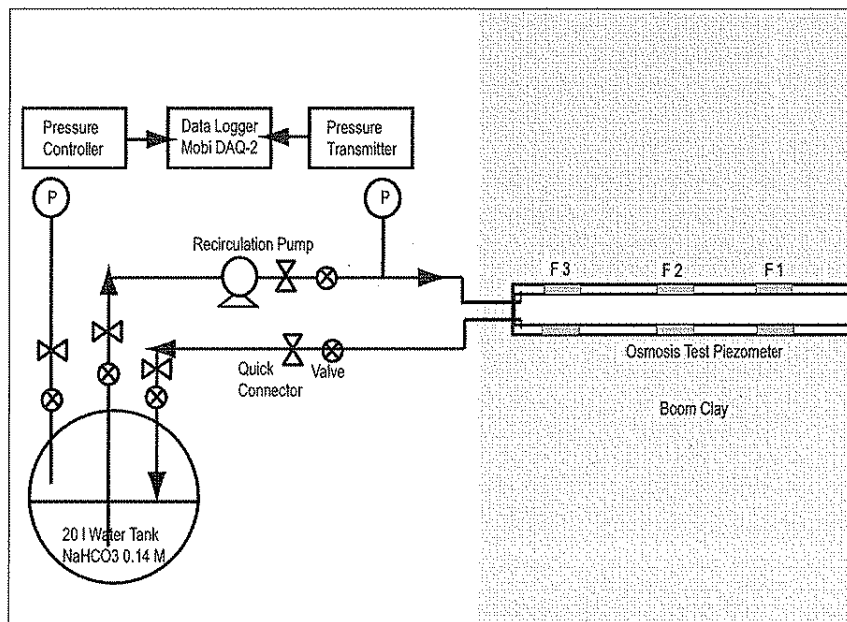 Pressure
Controller
Data Logger
Mobi DAQ-2
Pressure
Transmitter
P
P
Recirculation Pump
F 3
F 2
F 1
Quick
Connector
Valve
Osmosis Test Piezometer
Boom Clay
20 l Water Tank
NaHCO3 0.14 M